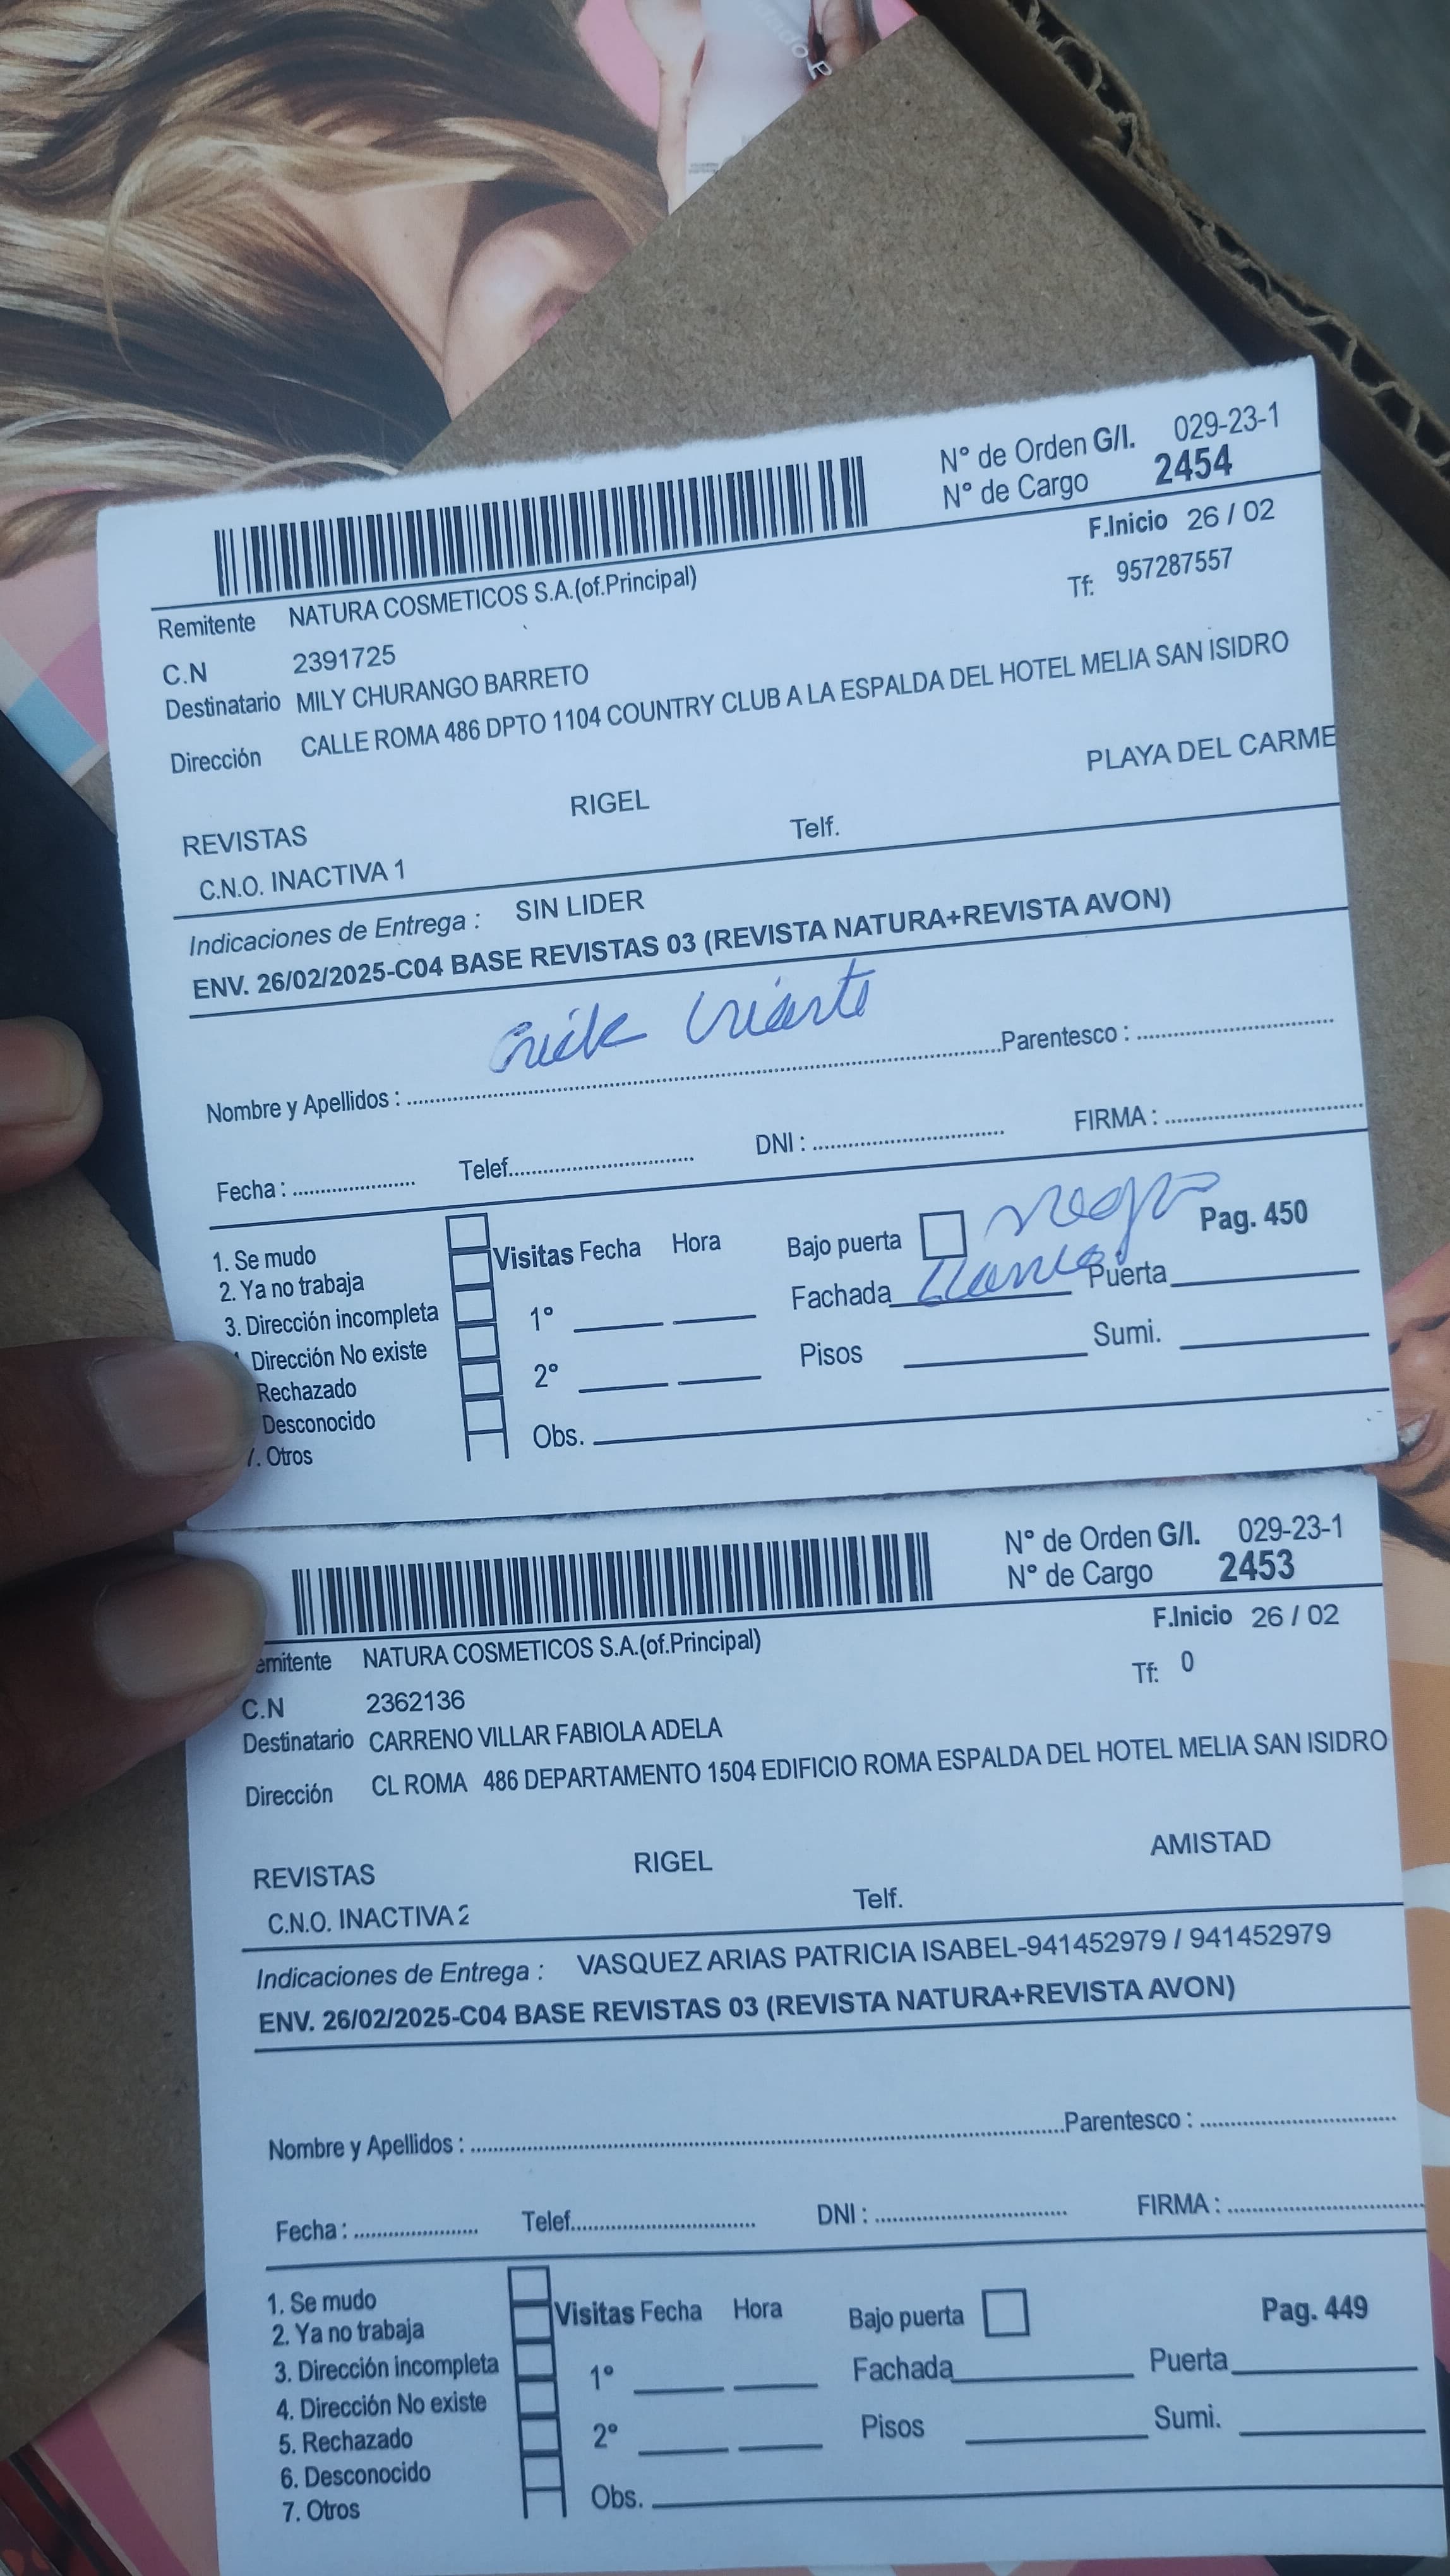 N° de Orden G/I. 029-23-1
N° de Cargo 2454
F.Inicio 26 / 02
Tf: 957287557
Remitente NATURA COSMETICOS S.A.(of.Principal)
C.N 2391725
Destinatario MILY CHURANGO BARRETO
Dirección CALLE ROMA 486 DPTO 1104 COUNTRY CLUB A LA ESPALDA DEL HOTEL MELIA SAN ISIDRO
PLAYA DEL CARME
REVISTAS RIGEL
C.N.O. INACTIVA 1 Telf.
Indicaciones de Entrega : SIN LIDER
ENV. 26/02/2025-C04 BASE REVISTAS 03 (REVISTA NATURA+REVISTA AVON)
Iriarte
Nombre y Apellidos : Parentesco :
Fecha : Telef. DNI : FIRMA :
negro
1. Se mudo Visitas Fecha Hora Bajo puerta Pag. 450
2. Ya no trabaja
3. Dirección incompleta 1° Fachada Blanco Puerta
Dirección No existe
Rechazado 2° Pisos Sumi.
Desconocido
7. Otros Obs.
N° de Orden G/I. 029-23-1
N° de Cargo 2453
F.Inicio 26 / 02
Tf: 0
emitente NATURA COSMETICOS S.A.(of.Principal)
C.N 2362136
Destinatario CARRENO VILLAR FABIOLA ADELA
Dirección CL ROMA 486 DEPARTAMENTO 1504 EDIFICIO ROMA ESPALDA DEL HOTEL MELIA SAN ISIDRO
AMISTAD
REVISTAS RIGEL
C.N.O. INACTIVA 2 Telf.
Indicaciones de Entrega : VASQUEZ ARIAS PATRICIA ISABEL-941452979 / 941452979
ENV. 26/02/2025-C04 BASE REVISTAS 03 (REVISTA NATURA+REVISTA AVON)
Nombre y Apellidos : Parentesco :
Fecha : Telef. DNI : FIRMA :
1. Se mudo Visitas Fecha Hora Bajo puerta Pag. 449
2. Ya no trabaja
3. Dirección incompleta 1° Fachada Puerta
4. Dirección No existe
5. Rechazado 2° Pisos Sumi.
6. Desconocido
7. Otros Obs.